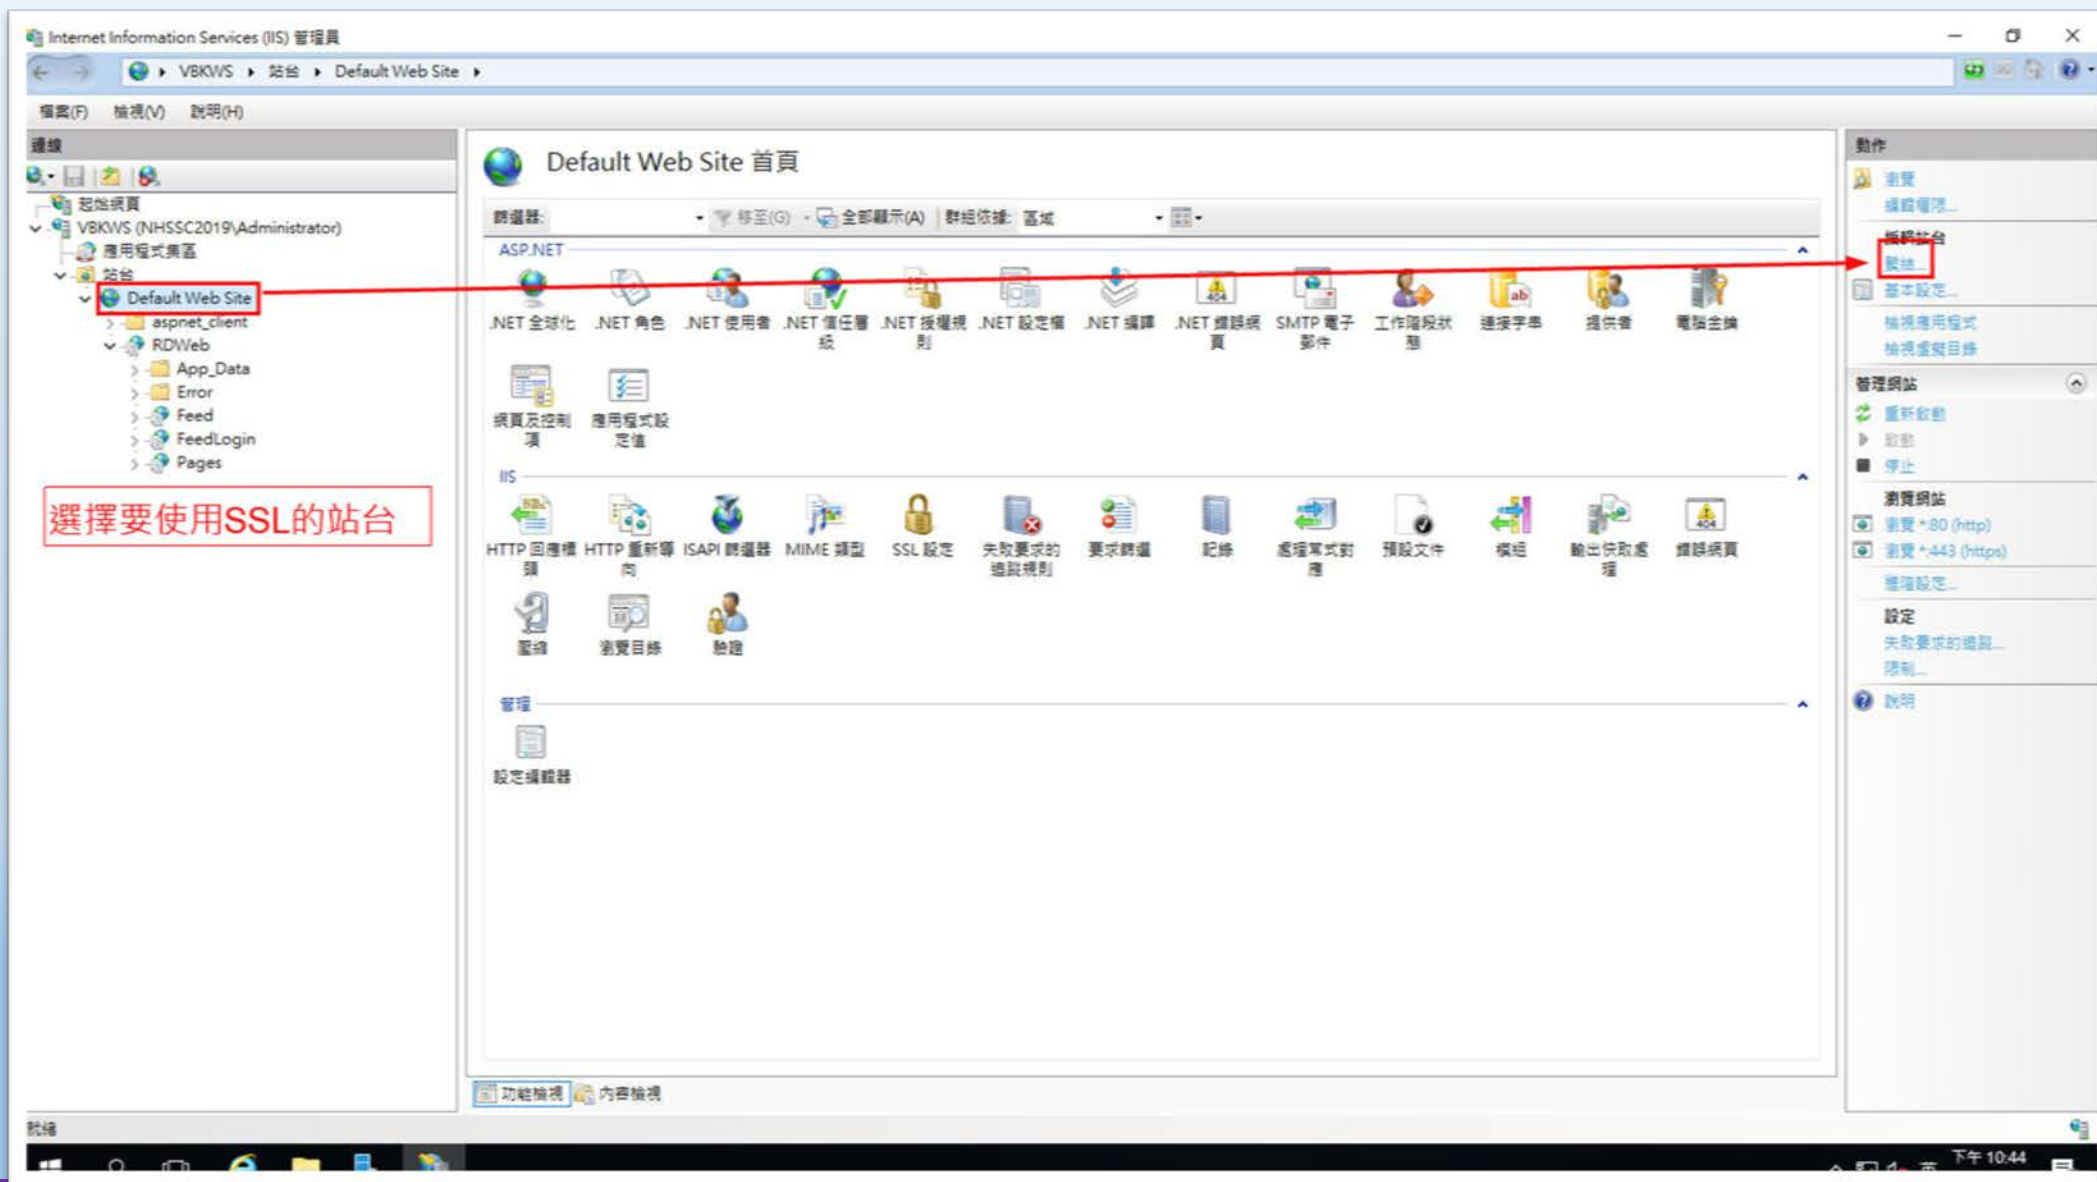 Internet Information Services (IIS) 管理員
VBKWS 站台 Default Web Site
檔案(F) 檢視(V) 說明(H)
連線
起始網頁
VBKWS (NHSSC2019\Administrator)
應用程式集區
站台
Default Web Site
aspnet_client
RDWeb
App_Data
Error
Feed
FeedLogin
Pages
選擇要使用SSL的站台
Default Web Site 首頁
篩選器: 移至(G) 全部顯示(A) 群組依據: 區域
ASP.NET
.NET 全球化 .NET 角色 .NET 使用者 .NET 信任層級 .NET 授權規則 .NET 設定檔 .NET 編譯 .NET 錯誤網頁 SMTP 電子郵件 工作階段狀態 連接字串 提供者 電腦金鑰
網頁及控制項 應用程式設定值
IIS
HTTP 回應標頭 HTTP 重新導向 ISAPI 篩選器 MIME 類型 SSL 設定 失敗要求的追蹤規則 要求篩選 記錄 處理常式對應 預設文件 模組 輸出快取處理 錯誤網頁
壓縮 瀏覽目錄 驗證
管理
設定編輯器
功能檢視 內容檢視
動作
瀏覽
編輯權限...
編輯站台
繫結...
基本設定...
檢視應用程式
檢視虛擬目錄
管理網站
重新啟動
啟動
停止
瀏覽網站
瀏覽 *:80 (http)
瀏覽 *:443 (https)
進階設定...
設定
失敗要求的追蹤...
限制...
說明
就緒
下午 10:44